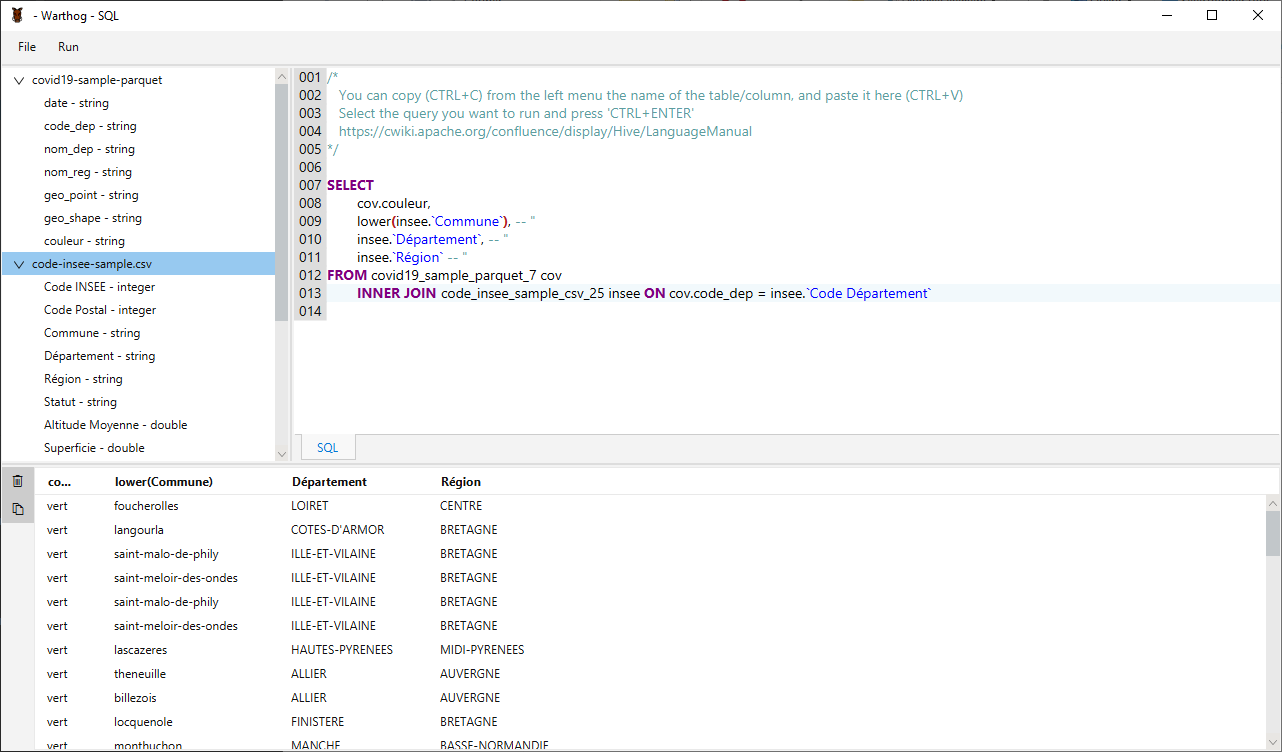 - Warthog - SQL
File Run
covid19-sample-parquet
date - string
code_dep - string
nom_dep - string
nom_reg - string
geo_point - string
geo_shape - string
couleur - string
code-insee-sample.csv
Code INSEE - integer
Code Postal - integer
Commune - string
Département - string
Région - string
Statut - string
Altitude Moyenne - double
Superficie - double
001 /*
002 You can copy (CTRL+C) from the left menu the name of the table/column, and paste it here (CTRL+V)
003 Select the query you want to run and press 'CTRL+ENTER'
004 https://cwiki.apache.org/confluence/display/Hive/LanguageManual
005 */
006
007 SELECT
008 cov.couleur,
009 lower(insee.`Commune`), -- "
010 insee.`Département`, -- "
011 insee.`Région` -- "
012 FROM covid19_sample_parquet_7 cov
013 INNER JOIN code_insee_sample_csv_25 insee ON cov.code_dep = insee.`Code Département`
014
SQL
co... lower(Commune) Département Région
vert foucherolles LOIRET CENTRE
vert langourla COTES-D'ARMOR BRETAGNE
vert saint-malo-de-phily ILLE-ET-VILAINE BRETAGNE
vert saint-meloir-des-ondes ILLE-ET-VILAINE BRETAGNE
vert saint-malo-de-phily ILLE-ET-VILAINE BRETAGNE
vert saint-meloir-des-ondes ILLE-ET-VILAINE BRETAGNE
vert lascazeres HAUTES-PYRENEES MIDI-PYRENEES
vert theneuille ALLIER AUVERGNE
vert billezois ALLIER AUVERGNE
vert locquenole FINISTERE BRETAGNE
vert monthuchon MANCHE BASSE-NORMANDIE